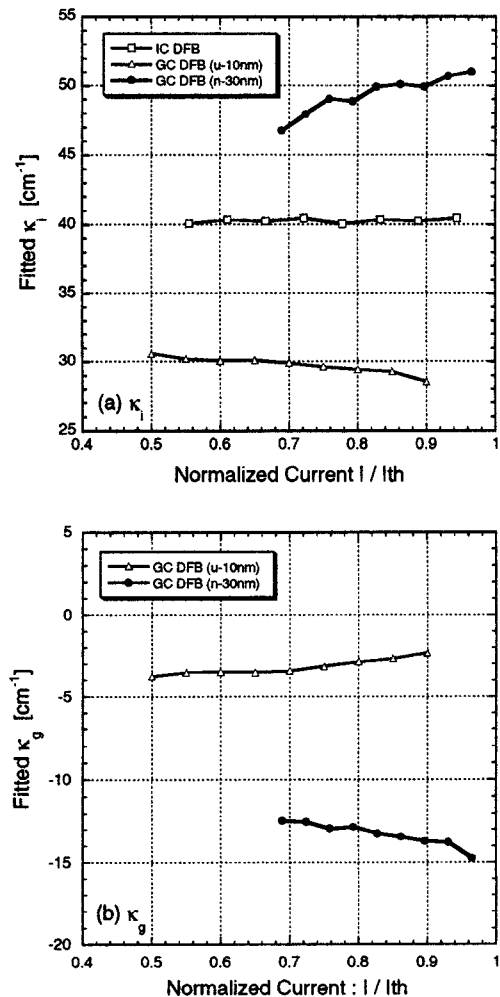 55
50
45
40
35
30
25
Fitted κi [cm-1]
IC DFB
GC DFB (u-10nm)
GC DFB (n-30nm)
(a) κi
0.4 0.5 0.6 0.7 0.8 0.9 1
Normalized Current I / Ith
5
0
-5
-10
-15
-20
Fitted κg [cm-1]
GC DFB (u-10nm)
GC DFB (n-30nm)
(b) κg
0.4 0.5 0.6 0.7 0.8 0.9 1
Normalized Current : I / Ith